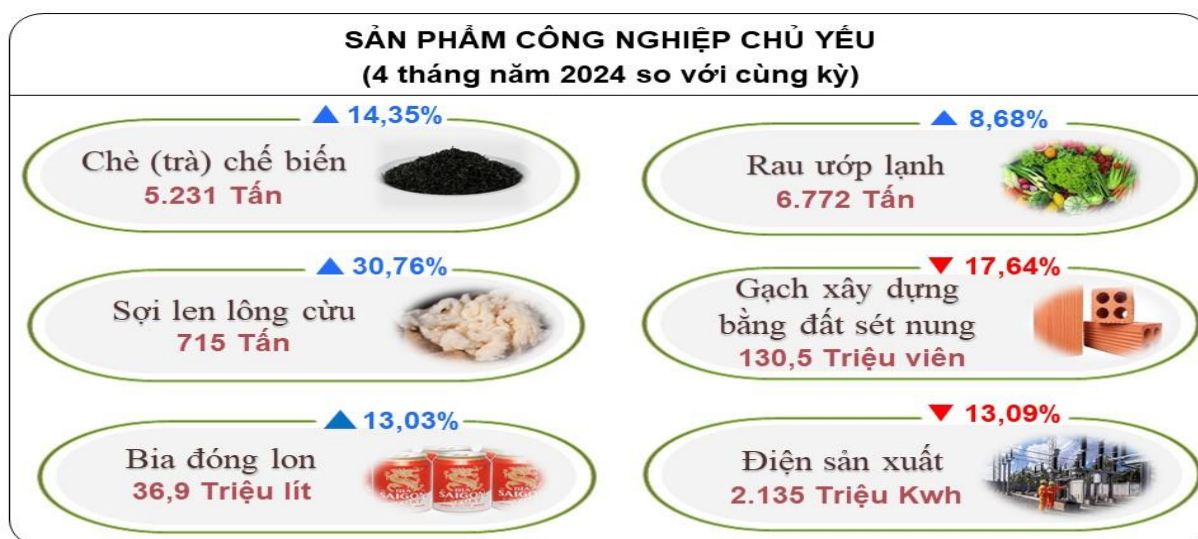 SẢN PHẨM CÔNG NGHIỆP CHỦ YẾU
(4 tháng năm 2024 so với cùng kỳ)
▲ 14,35%
Chè (trà) chế biến
5.231 Tấn
▲ 8,68%
Rau ướp lạnh
6.772 Tấn
▲ 30,76%
Sợi len lông cừu
715 Tấn
▼ 17,64%
Gạch xây dựng
bằng đất sét nung
130,5 Triệu viên
▲ 13,03%
Bia đóng lon
36,9 Triệu lít
BIA
SAIGON
▼ 13,09%
Điện sản xuất
2.135 Triệu Kwh